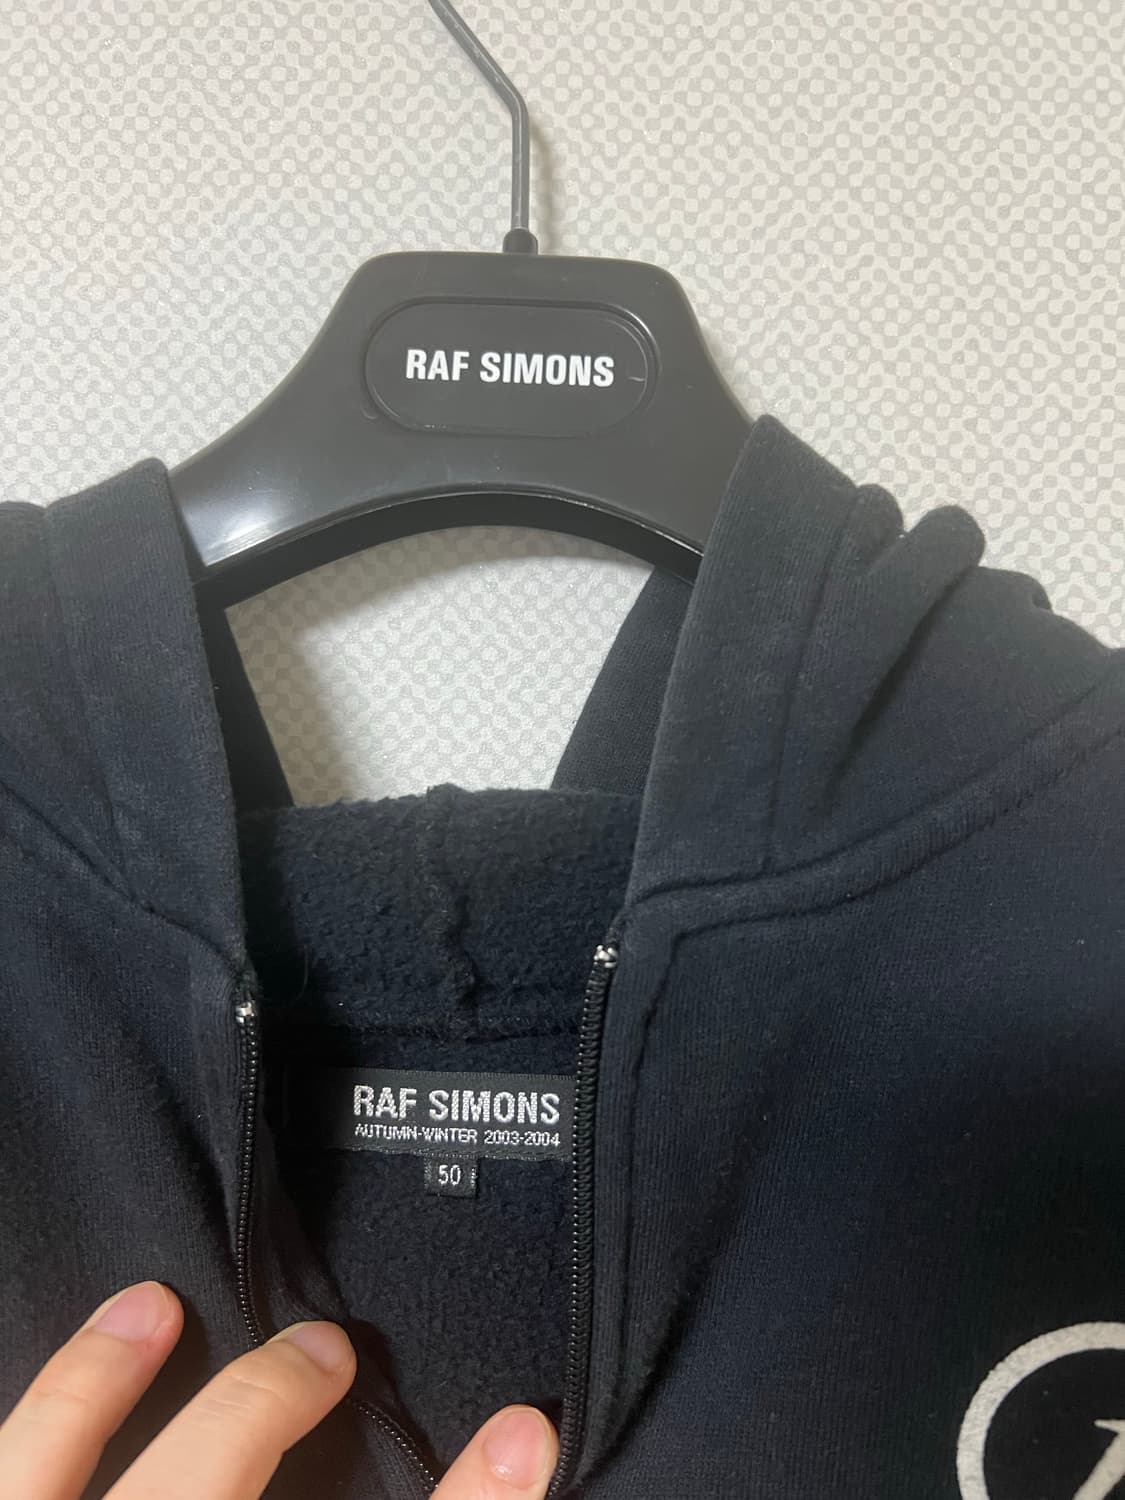 RAF SIMONS
RAF SIMONS
AUTUMN-WINTER 2003-2004
50